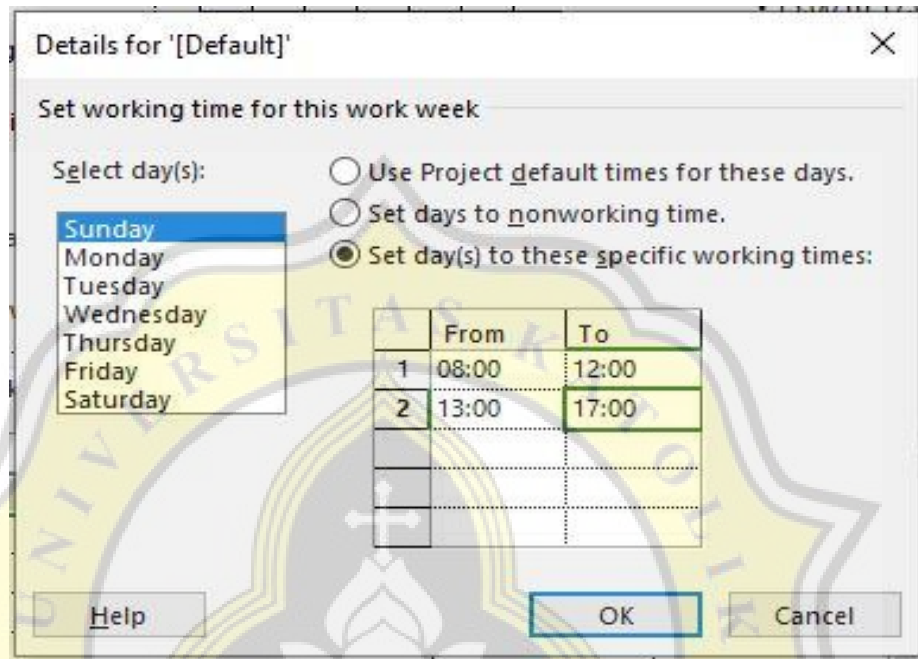 Details for '[Default]'
Set working time for this work week
Select day(s):
Use Project default times for these days.
Set days to nonworking time.
Set day(s) to these specific working times:
Sunday
Monday
Tuesday
Wednesday
Thursday
Friday
Saturday
From To
1 08:00 12:00
2 13:00 17:00
UNIVERSITAS KATOLIK
Help OK Cancel